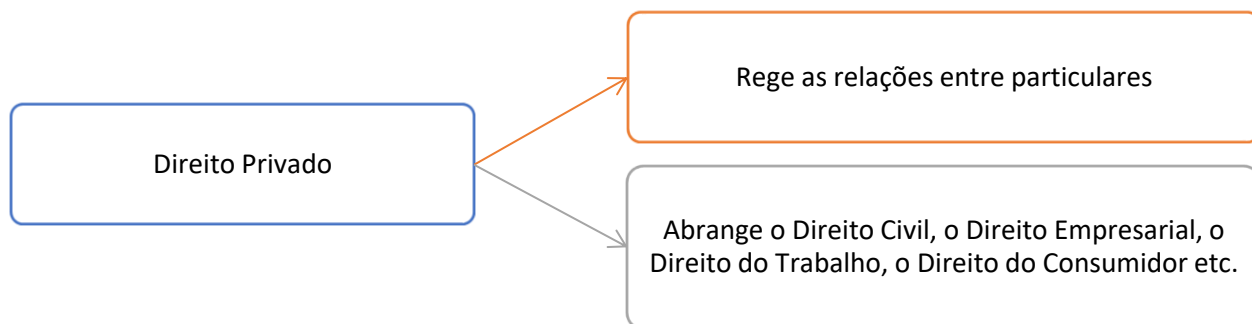 Direito Privado
Rege as relações entre particulares
Abrange o Direito Civil, o Direito Empresarial, o
Direito do Trabalho, o Direito do Consumidor etc.